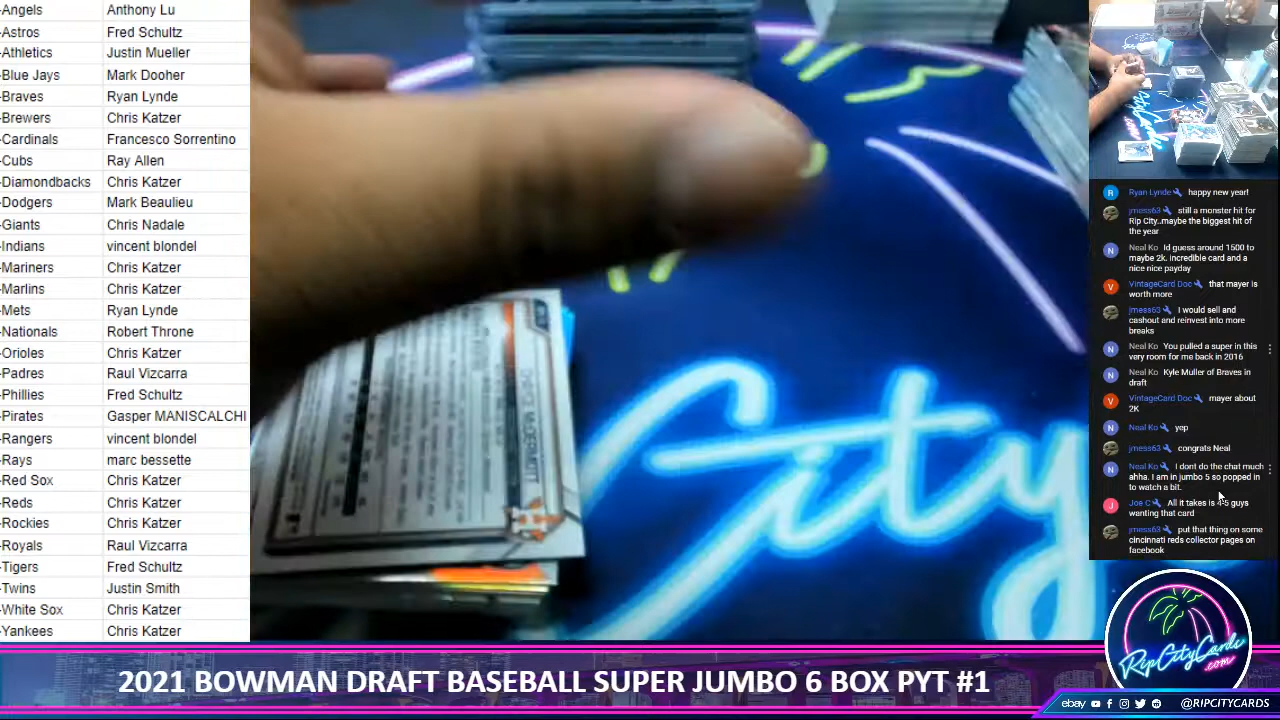 -Angels Anthony Lu
-Astros Fred Schultz
-Athletics Justin Mueller
-Blue Jays Mark Dooher
-Braves Ryan Lynde
-Brewers Chris Katzer
-Cardinals Francesco Sorrentino
-Cubs Ray Allen
-Diamondbacks Chris Katzer
-Dodgers Mark Beaulieu
-Giants Chris Nadale
-Indians vincent blondel
-Mariners Chris Katzer
-Marlins Chris Katzer
-Mets Ryan Lynde
-Nationals Robert Throne
-Orioles Chris Katzer
-Padres Raul Vizcarra
-Phillies Fred Schultz
-Pirates Gasper MANISCALCHI
-Rangers vincent blondel
-Rays marc bessette
-Red Sox Chris Katzer
-Reds Chris Katzer
-Rockies Chris Katzer
-Royals Raul Vizcarra
-Tigers Fred Schultz
-Twins Justin Smith
-White Sox Chris Katzer
-Yankees Chris Katzer
City
R Ryan Lynde happy new year!
jmess63 still a monster hit for
Rip City..maybe the biggest hit of
the year
N Neal Ko Id guess around 1500 to
maybe 2k. incredible card and a
nice nice payday
V VintageCard Doc that mayer is
worth more
jmess63 I would sell and
cashout and reinvest into more
breaks
N Neal Ko You pulled a super in this
very room for me back in 2016
N Neal Ko Kyle Muller of Braves in
draft
V VintageCard Doc mayer about
2K
N Neal Ko yep
jmess63 congrats Neal
N Neal Ko I dont do the chat much
ahha. I am in jumbo 5 so popped in
to watch a bit.
J Joe C All it takes is 4-5 guys
wanting that card
jmess63 put that thing on some
cincinnati reds collector pages on
facebook
RipCityCards
.com
2021 BOWMAN DRAFT BASEBALL SUPER JUMBO 6 BOX PYT #1
ebay @RIPCITYCARDS